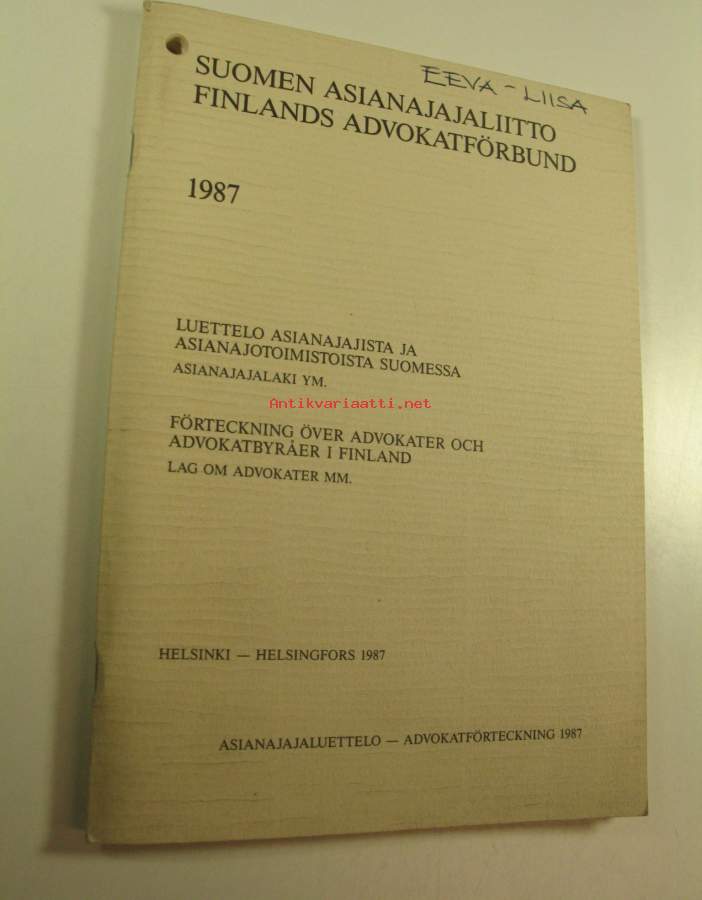 EEVA-LIISA
SUOMEN ASIANAJAJALIITTO
FINLANDS ADVOKATFÖRBUND
1987
LUETTELO ASIANAJAJISTA JA
ASIANAJOTOIMISTOISTA SUOMESSA
ASIANAJAJALAKI YM.
Antikvariaatti.net
FÖRTECKNING ÖVER ADVOKATER OCH
ADVOKATBYRÅER I FINLAND
LAG OM ADVOKATER MM.
HELSINKI — HELSINGFORS 1987
ASIANAJAJALUETTELO — ADVOKATFÖRTECKNING 1987